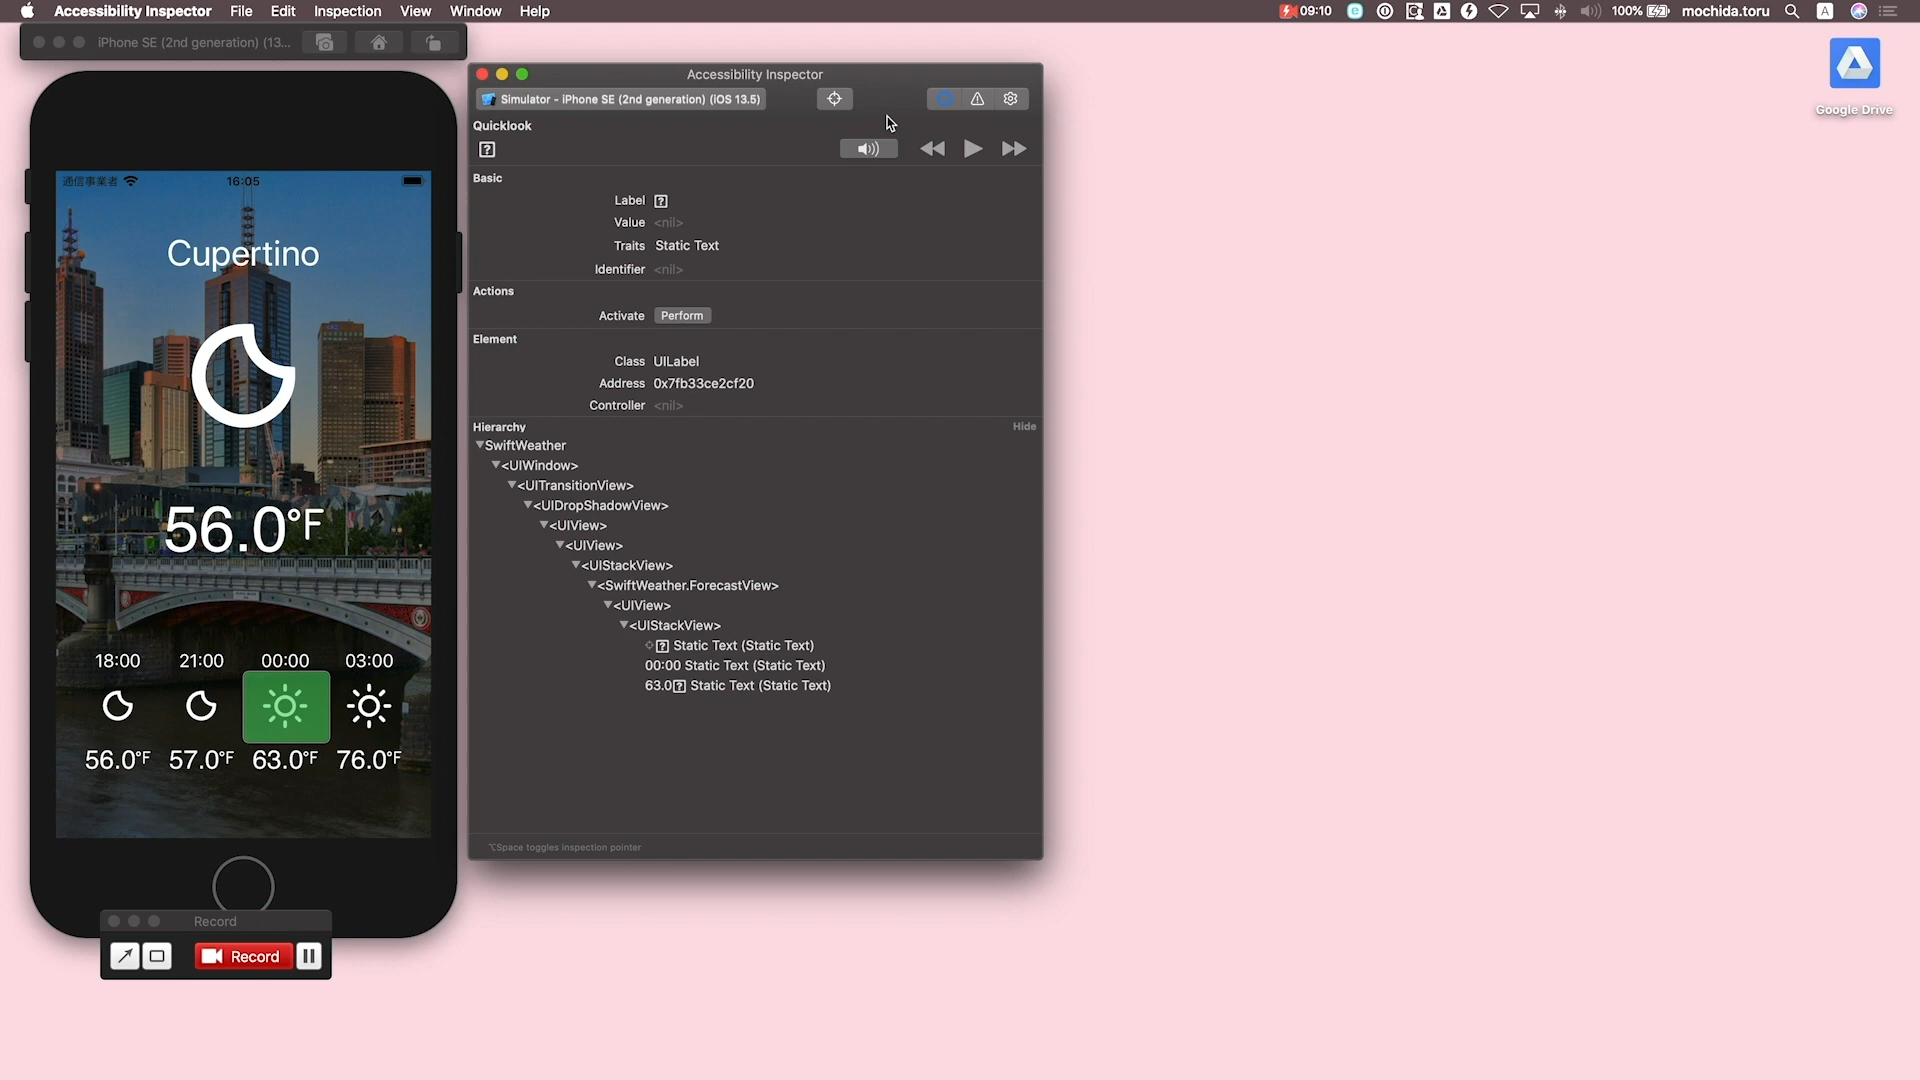 Accessibility Inspector File Edit Inspection View Window Help
09:10 100% mochida.toru A
iPhone SE (2nd generation) (13...
Google Drive
Accessibility Inspector
Simulator - iPhone SE (2nd generation) (iOS 13.5)
Quicklook
?
Basic
Label ?
Value <nil>
Traits Static Text
Identifier <nil>
Actions
Activate Perform
Element
Class UILabel
Address 0x7fb33ce2cf20
Controller <nil>
Hierarchy Hide
SwiftWeather
<UIWindow>
<UITransitionView>
<UIDropShadowView>
<UIView>
<UIView>
<UIStackView>
<SwiftWeather.ForecastView>
<UIView>
<UIStackView>
? Static Text (Static Text)
00:00 Static Text (Static Text)
63.0? Static Text (Static Text)
⌥Space toggles inspection pointer
通信事業者 16:05
Cupertino
56.0°F
18:00 21:00 00:00 03:00
56.0°F 57.0°F 63.0°F 76.0°F
Record
Record